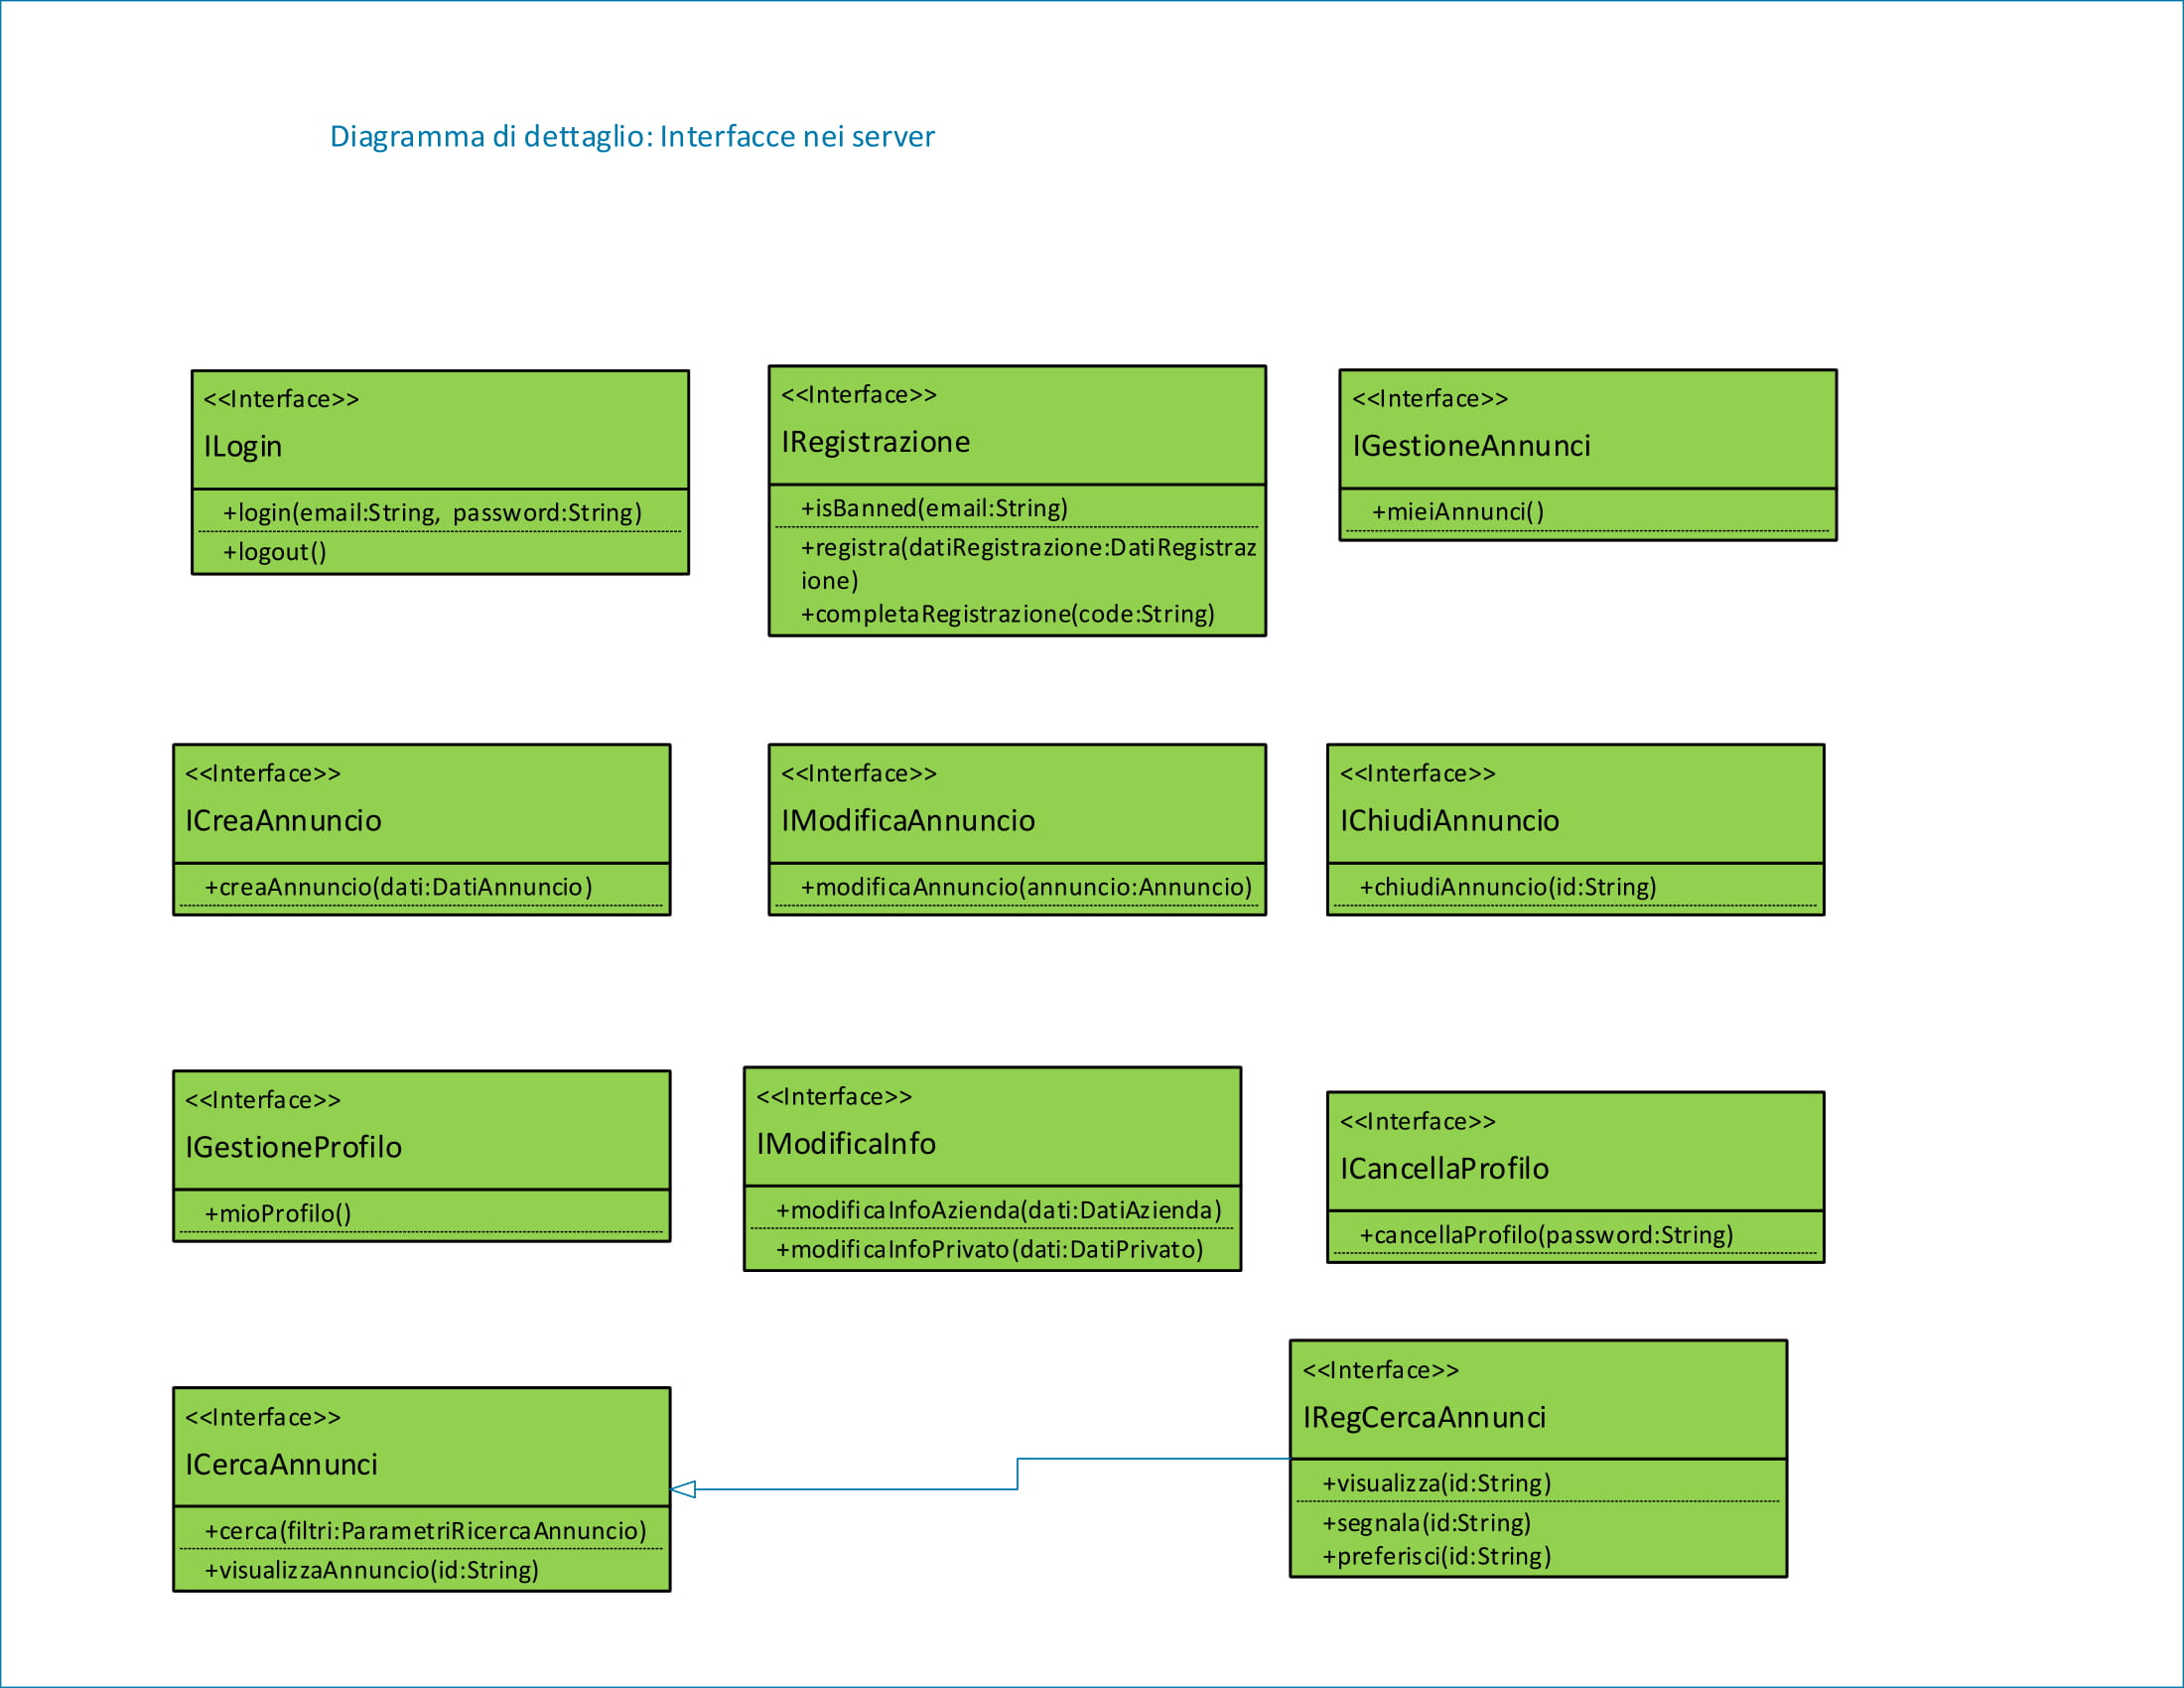 Diagramma di dettaglio: Interfacce nei server
<<Interface>>
ILogin
+login(email:String, password:String)
+logout()
<<Interface>>
IRegistrazione
+isBanned(email:String)
+registra(datiRegistrazione:DatiRegistraz
ione)
+completaRegistrazione(code:String)
<<Interface>>
IGestioneAnnunci
+mieiAnnunci()
<<Interface>>
ICreaAnnuncio
+creaAnnuncio(dati:DatiAnnuncio)
<<Interface>>
IModificaAnnuncio
+modificaAnnuncio(annuncio:Annuncio)
<<Interface>>
IChiudiAnnuncio
+chiudiAnnuncio(id:String)
<<Interface>>
IGestioneProfilo
+mioProfilo()
<<Interface>>
IModificaInfo
+modificaInfoAzienda(dati:DatiAzienda)
+modificaInfoPrivato(dati:DatiPrivato)
<<Interface>>
ICancellaProfilo
+cancellaProfilo(password:String)
<<Interface>>
ICercaAnnunci
+cerca(filtri:ParametriRicercaAnnuncio)
+visualizzaAnnuncio(id:String)
<<Interface>>
IRegCercaAnnunci
+visualizza(id:String)
+segnala(id:String)
+preferisci(id:String)